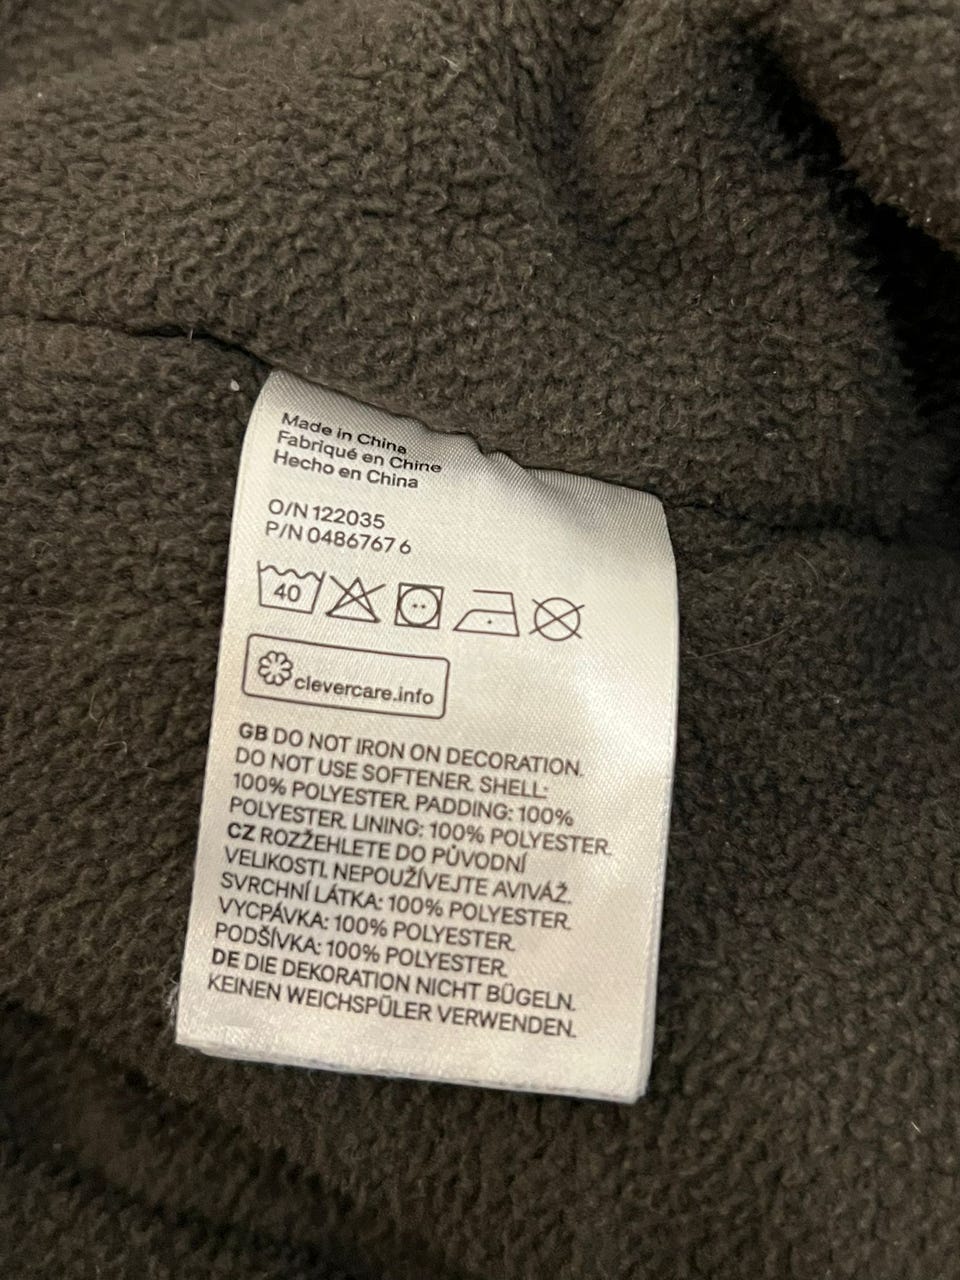 Made in China
Fabriqué en Chine
Hecho en China
O/N 122035
P/N 0486767 6
40
clevercare.info
GB DO NOT IRON ON DECORATION.
DO NOT USE SOFTENER. SHELL:
100% POLYESTER. PADDING: 100%
POLYESTER. LINING: 100% POLYESTER.
CZ ROZŽEHLETE DO PŮVODNÍ
VELIKOSTI. NEPOUŽÍVEJTE AVIVÁŽ.
SVRCHNÍ LÁTKA: 100% POLYESTER.
VYCPÁVKA: 100% POLYESTER.
PODŠÍVKA: 100% POLYESTER.
DE DIE DEKORATION NICHT BÜGELN.
KEINEN WEICHSPÜLER VERWENDEN.